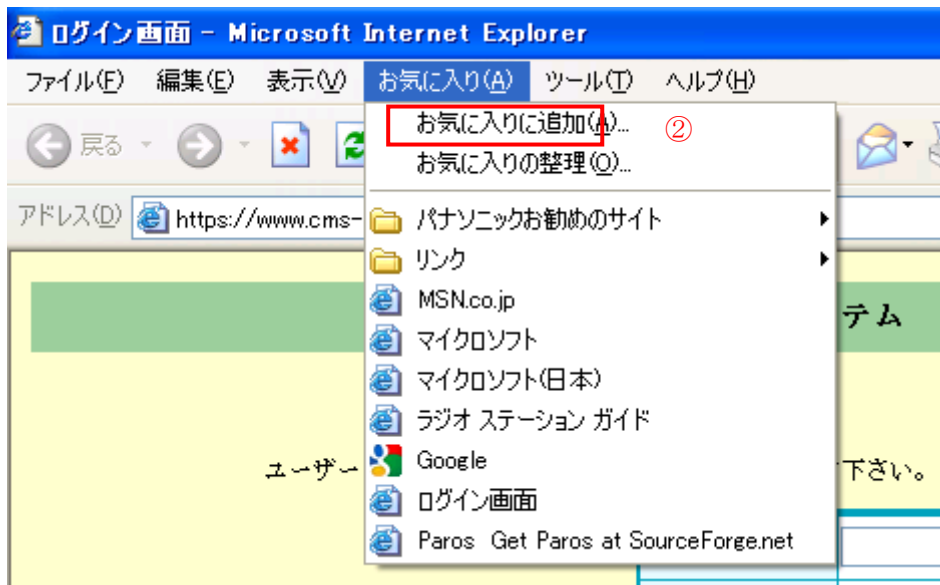 ログイン画面 - Microsoft Internet Explorer
ファイル(F) 編集(E) 表示(V) お気に入り(A) ツール(T) ヘルプ(H)
お気に入りに追加(A)... ②
戻る
お気に入りの整理(O)...
アドレス(D) https://www.cms-
パナソニックお勧めのサイト
リンク
MSN.co.jp
テム
マイクロソフト
マイクロソフト(日本)
ラジオ ステーション ガイド
ユーザー
Google
下さい。
ログイン画面
Paros Get Paros at SourceForge.net